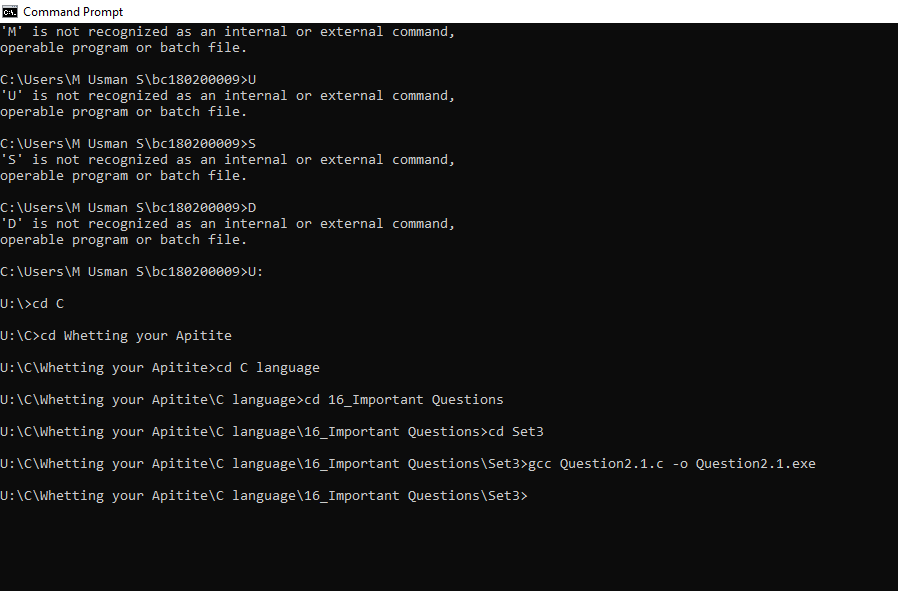 Command Prompt
'M' is not recognized as an internal or external command,
operable program or batch file.
C:\Users\M Usman S\bc180200009>U
'U' is not recognized as an internal or external command,
operable program or batch file.
C:\Users\M Usman S\bc180200009>S
'S' is not recognized as an internal or external command,
operable program or batch file.
C:\Users\M Usman S\bc180200009>D
'D' is not recognized as an internal or external command,
operable program or batch file.
C:\Users\M Usman S\bc180200009>U:
U:\>cd C
U:\C>cd Whetting your Apitite
U:\C\Whetting your Apitite>cd C language
U:\C\Whetting your Apitite\C language>cd 16_Important Questions
U:\C\Whetting your Apitite\C language\16_Important Questions>cd Set3
U:\C\Whetting your Apitite\C language\16_Important Questions\Set3>gcc Question2.1.c -o Question2.1.exe
U:\C\Whetting your Apitite\C language\16_Important Questions\Set3>